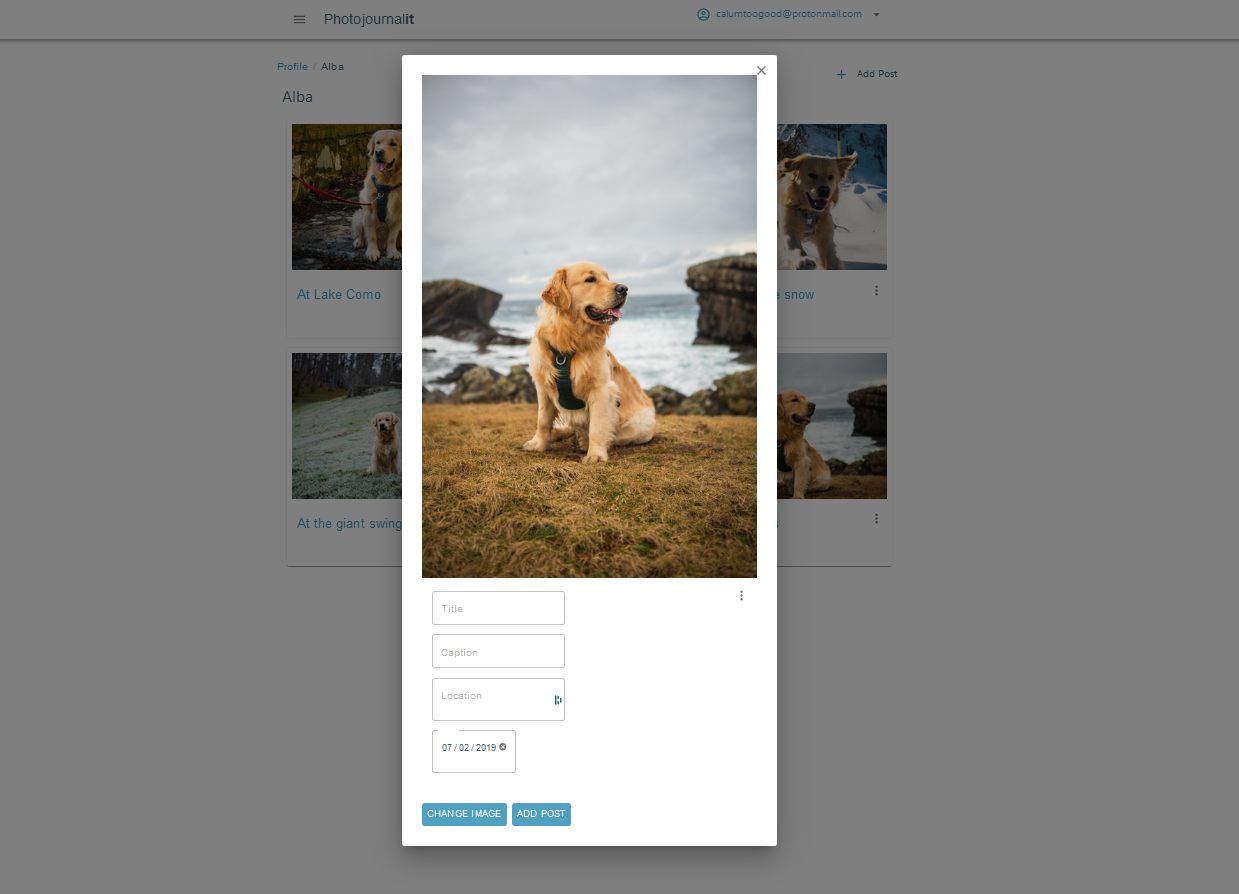 Photojournalit
calumtoogood@protonmail.com
Profile / Alba
Add Post
Alba
At Lake Como
snow
At the giant swing
Title
Caption
Location
07 / 02 / 2019
CHANGE IMAGE
ADD POST